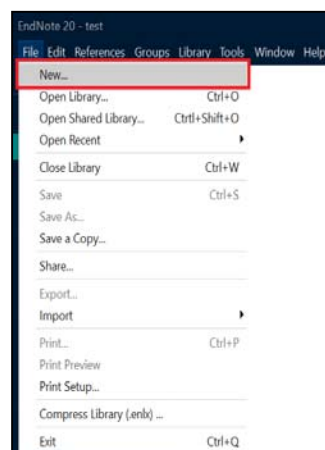 EndNote 20 - test
File Edit References Groups Library Tools Window Help
New...
Open Library... Ctrl+O
Open Shared Library... Ctrtl+Shift+O
Open Recent
Close Library Ctrl+W
Save Ctrl+S
Save As...
Save a Copy...
Share...
Export...
Import
Print... Ctrl+P
Print Preview
Print Setup...
Compress Library (.enlx) ...
Exit Ctrl+Q